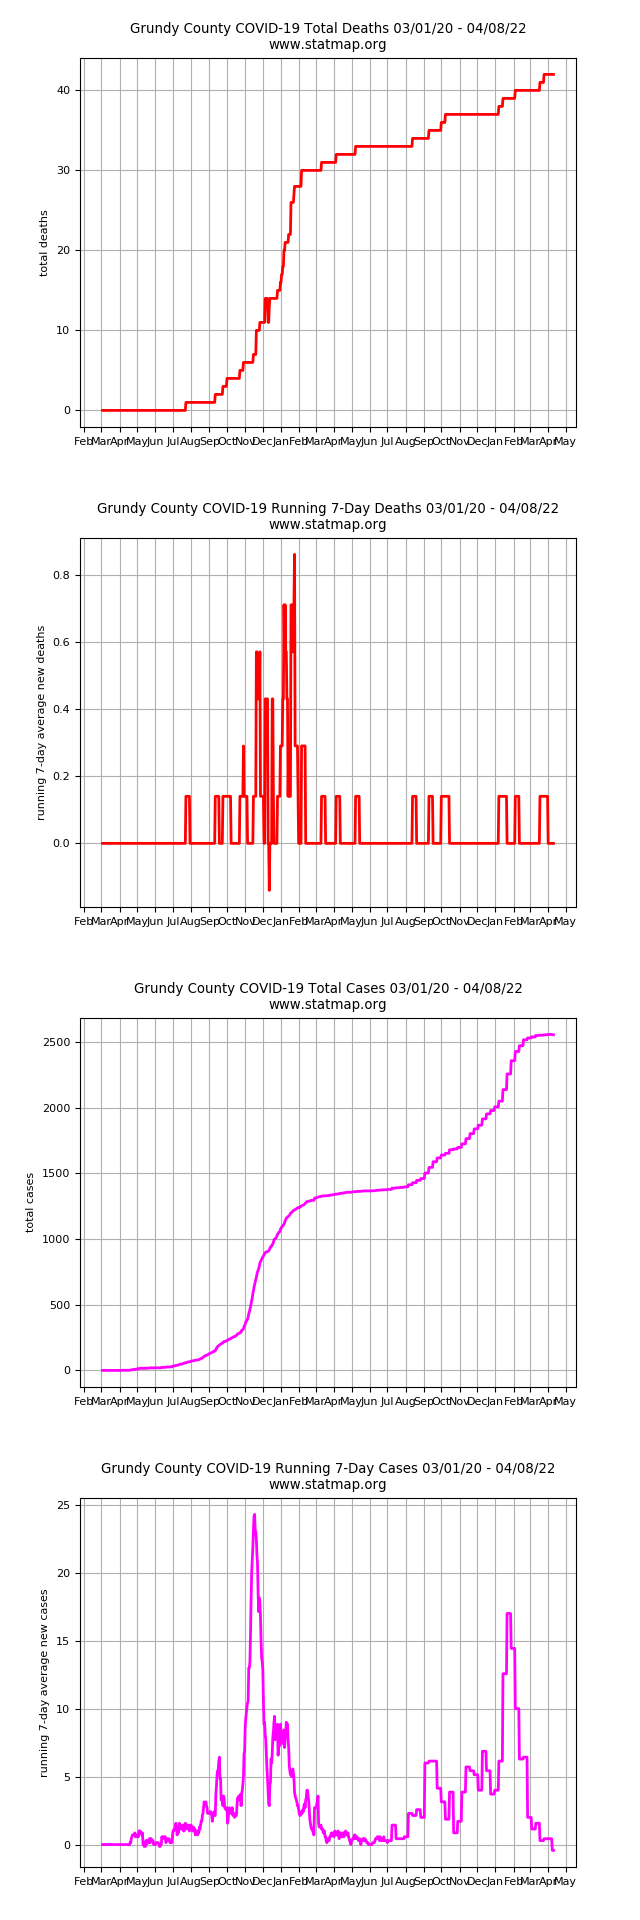 Grundy County COVID-19 Total Deaths 03/01/20 - 04/08/22
www.statmap.org
40
30
20
10
0
total deaths
Feb Mar Apr May Jun Jul Aug Sep Oct Nov Dec Jan Feb Mar Apr May Jun Jul Aug Sep Oct Nov Dec Jan Feb Mar Apr May
Grundy County COVID-19 Running 7-Day Deaths 03/01/20 - 04/08/22
www.statmap.org
0.8
0.6
0.4
0.2
0.0
running 7-day average new deaths
Feb Mar Apr May Jun Jul Aug Sep Oct Nov Dec Jan Feb Mar Apr May Jun Jul Aug Sep Oct Nov Dec Jan Feb Mar Apr May
Grundy County COVID-19 Total Cases 03/01/20 - 04/08/22
www.statmap.org
2500
2000
1500
1000
500
0
total cases
Feb Mar Apr May Jun Jul Aug Sep Oct Nov Dec Jan Feb Mar Apr May Jun Jul Aug Sep Oct Nov Dec Jan Feb Mar Apr May
Grundy County COVID-19 Running 7-Day Cases 03/01/20 - 04/08/22
www.statmap.org
25
20
15
10
5
0
running 7-day average new cases
Feb Mar Apr May Jun Jul Aug Sep Oct Nov Dec Jan Feb Mar Apr May Jun Jul Aug Sep Oct Nov Dec Jan Feb Mar Apr May